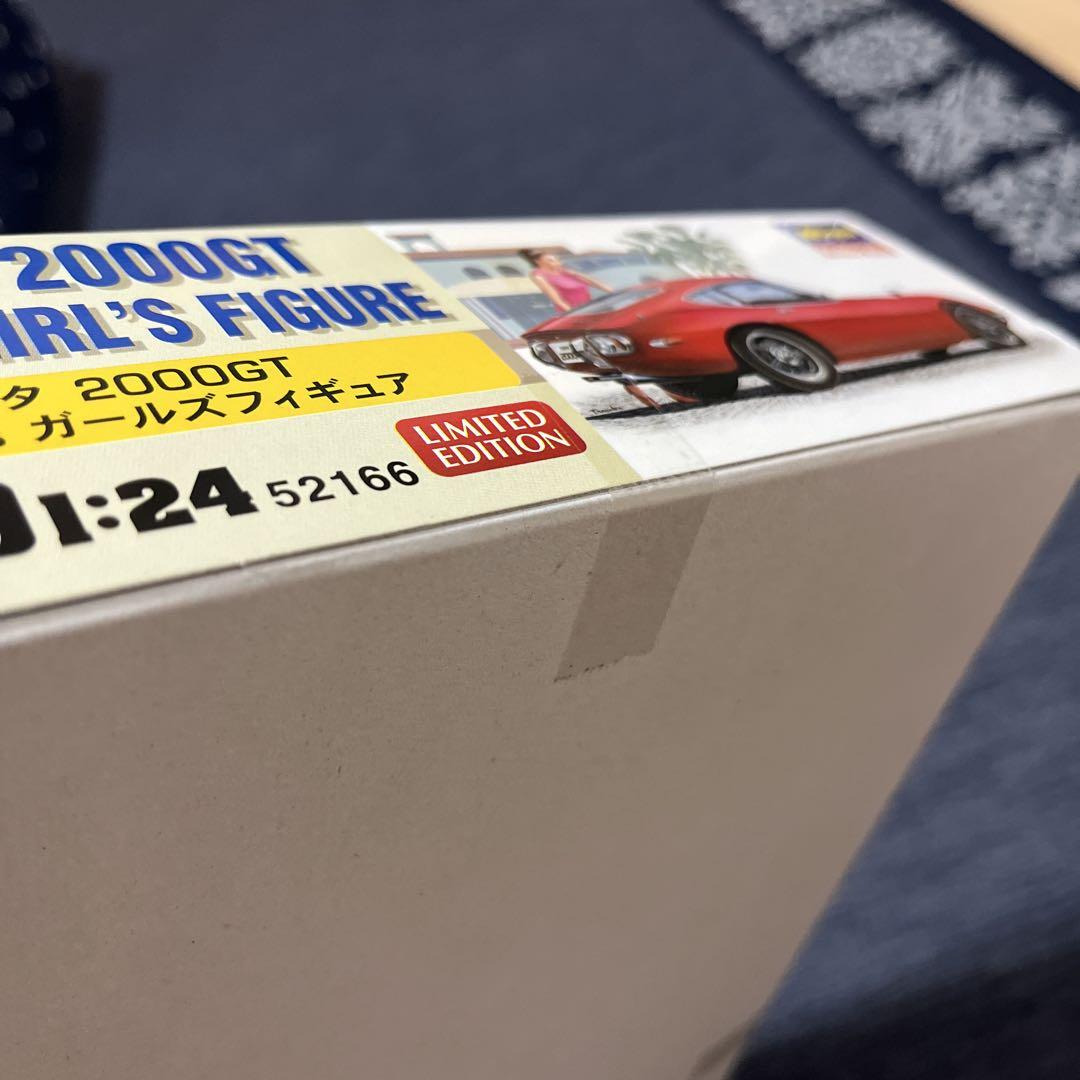 2000GT
IRL'S FIGURE
タ 2000GT
ガールズフィギュア
LIMITED
EDITION
1:24 52166